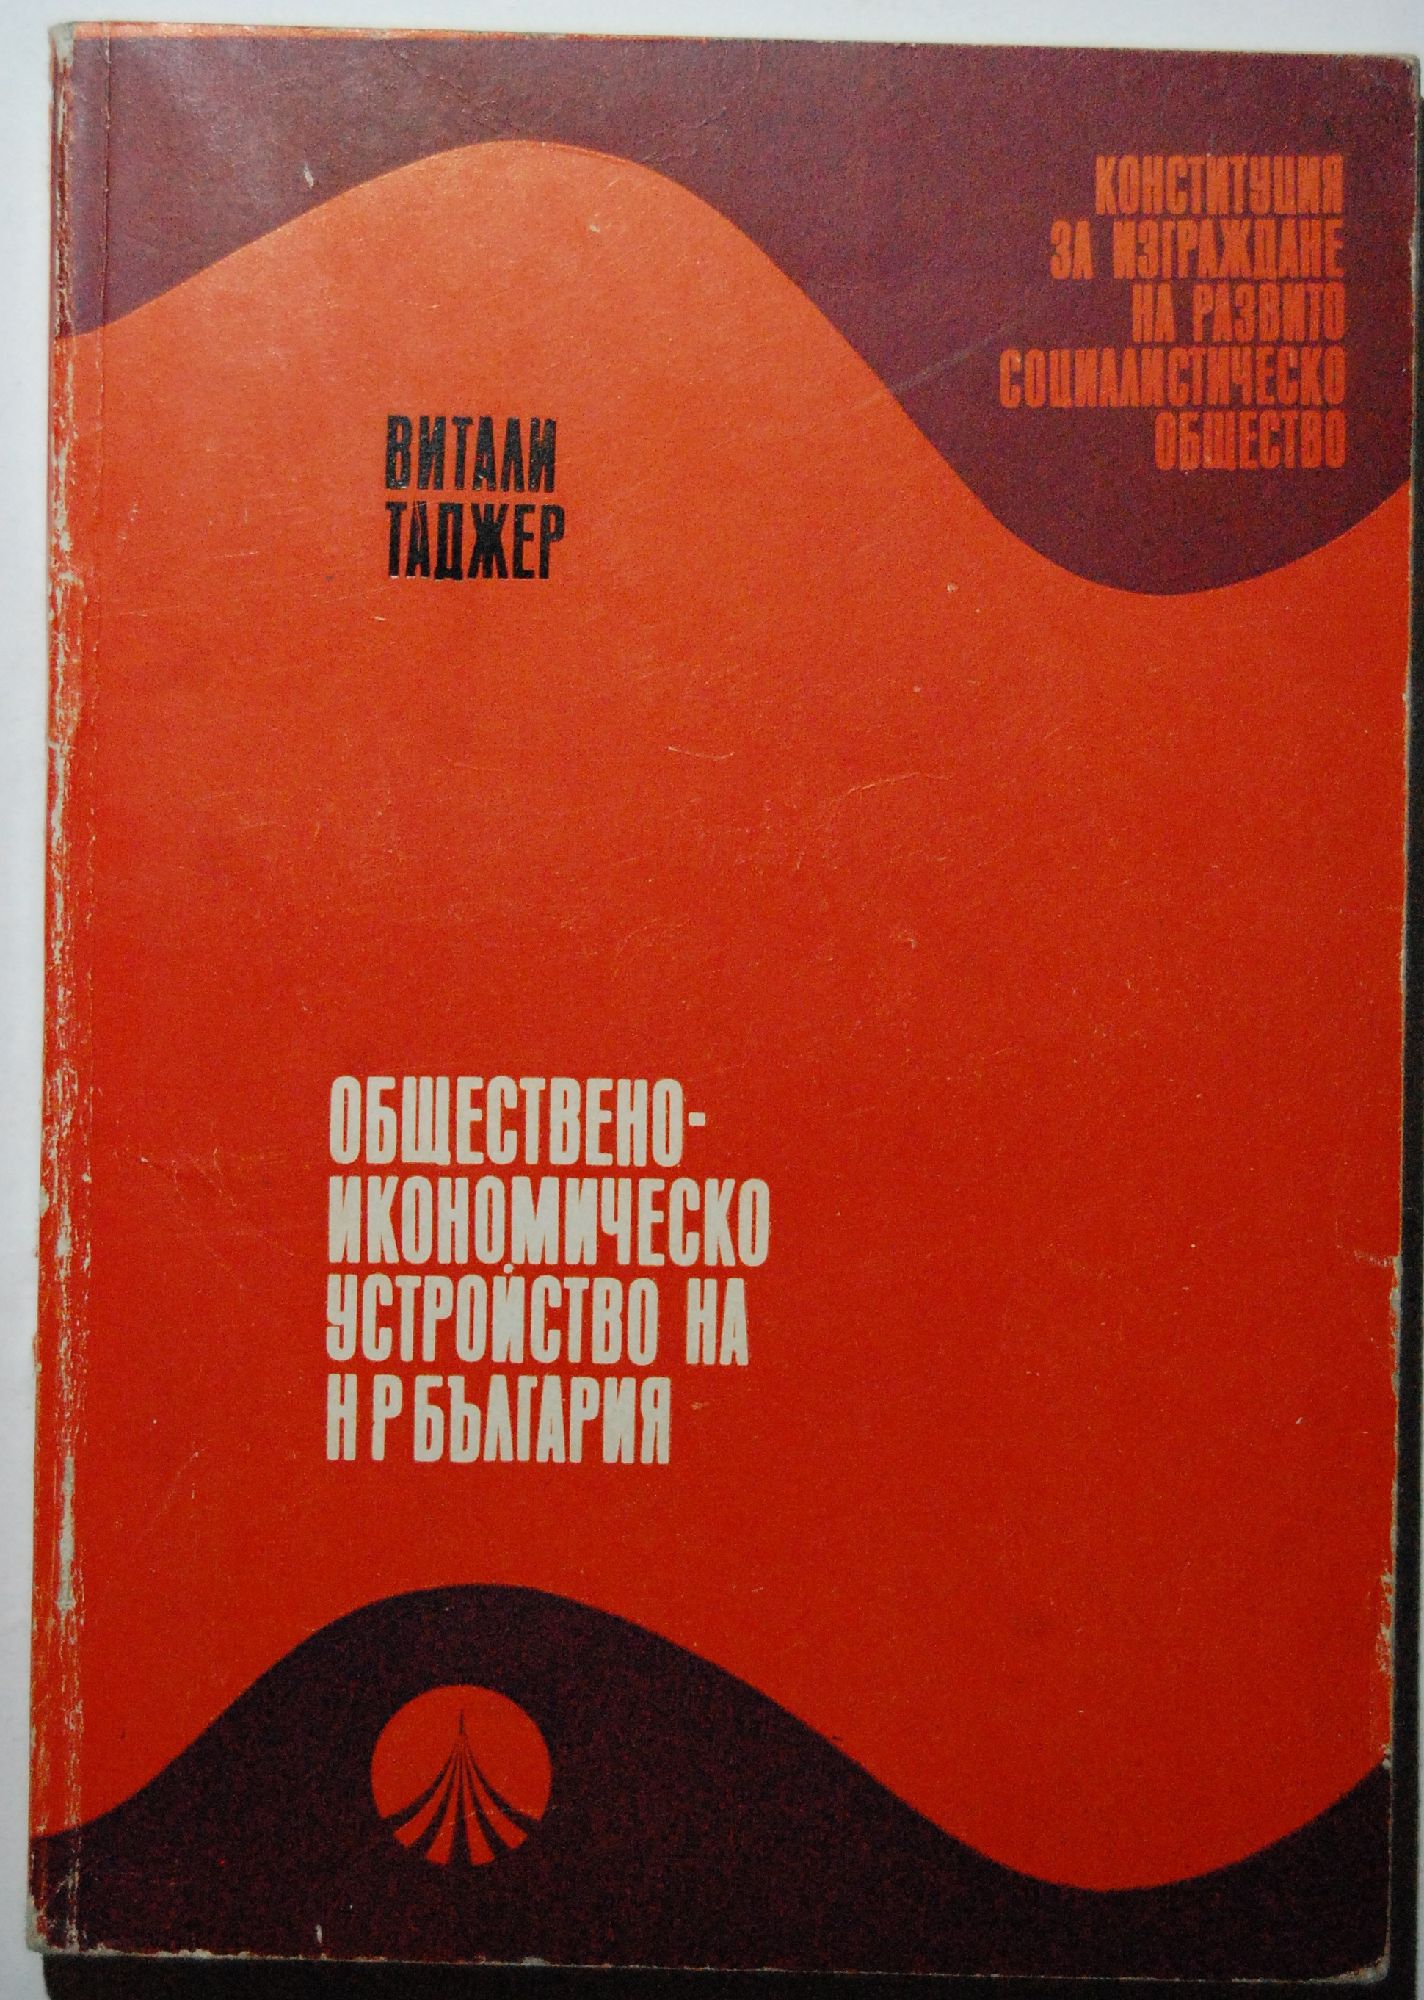 КОНСТИТУЦИЯ
ЗА ИЗГРАЖДАНЕ
НА РАЗВИТО
СОЦИАЛИСТИЧЕСКО
ОБЩЕСТВО
ВИТАЛИ
ТАДЖЕР
ОБЩЕСТВЕНО-
ИКОНОМИЧЕСКО
УСТРОЙСТВО НА
Н Р БЪЛГАРИЯ